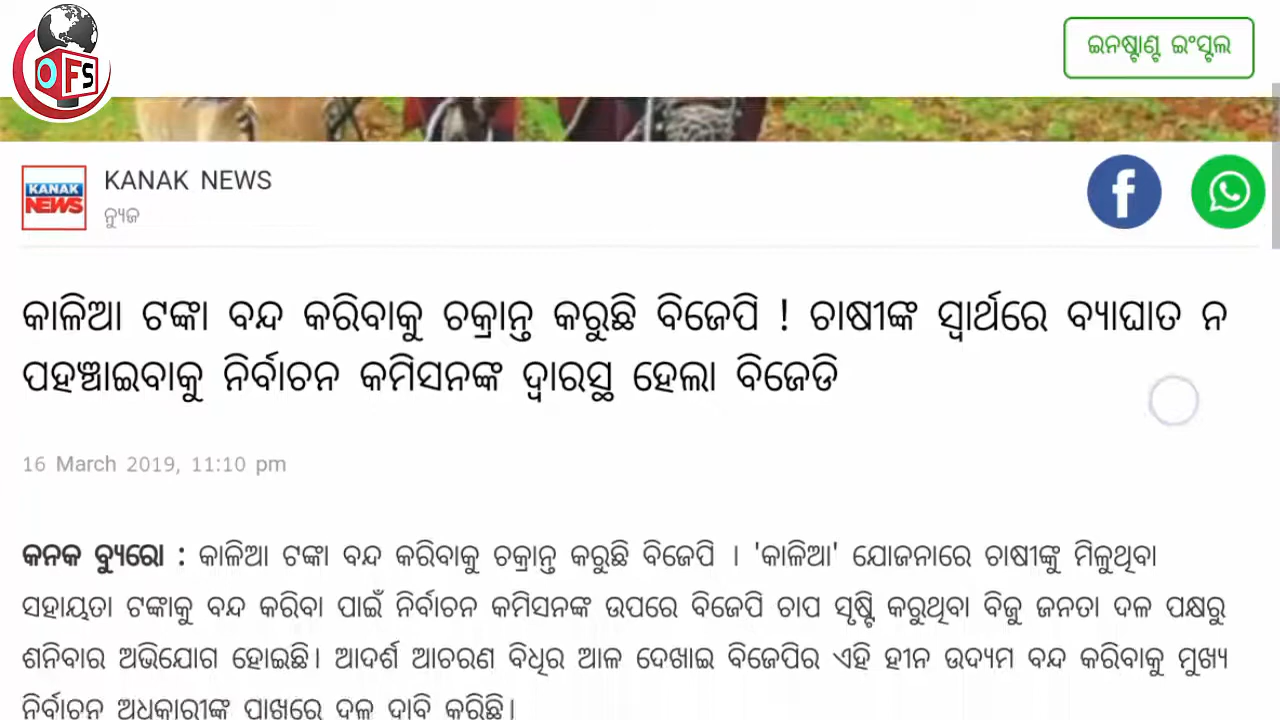 OFS
ଇନଷ୍ଟାଣ୍ଟ ଇଂସ୍ଟଲ
KANAK NEWS
KANAK NEWS
ନ୍ୟୁଜ
କାଳିଆ ଟଙ୍କା ବନ୍ଦ କରିବାକୁ ଚକ୍ରାନ୍ତ କରୁଛି ବିଜେପି ! ଚାଷୀଙ୍କ ସ୍ୱାର୍ଥରେ ବ୍ୟାଘାତ ନ
ପହଞ୍ଚାଇବାକୁ ନିର୍ବାଚନ କମିସନଙ୍କ ଦ୍ୱାରସ୍ଥ ହେଲା ବିଜେଡି
16 March 2019, 11:10 pm
କନକ ବ୍ୟୁରୋ : କାଳିଆ ଟଙ୍କା ବନ୍ଦ କରିବାକୁ ଚକ୍ରାନ୍ତ କରୁଛି ବିଜେପି । 'କାଳିଆ' ଯୋଜନାରେ ଚାଷୀଙ୍କୁ ମିଳୁଥିବା
ସହାୟତା ଟଙ୍କାକୁ ବନ୍ଦ କରିବା ପାଇଁ ନିର୍ବାଚନ କମିସନଙ୍କ ଉପରେ ବିଜେପି ଚାପ ସୃଷ୍ଟି କରୁଥିବା ବିଜୁ ଜନତା ଦଳ ପକ୍ଷରୁ
ଶନିବାର ଅଭିଯୋଗ ହୋଇଛି। ଆଦର୍ଶ ଆଚରଣ ବିଧିର ଆଳ ଦେଖାଇ ବିଜେପିର ଏହି ହୀନ ଉଦ୍ୟମ ବନ୍ଦ କରିବାକୁ ମୁଖ୍ୟ
ନିର୍ବାଚନ ଅଧିକାରୀଙ୍କ ପାଖରେ ଦଳ ଦାବି କରିଛି।